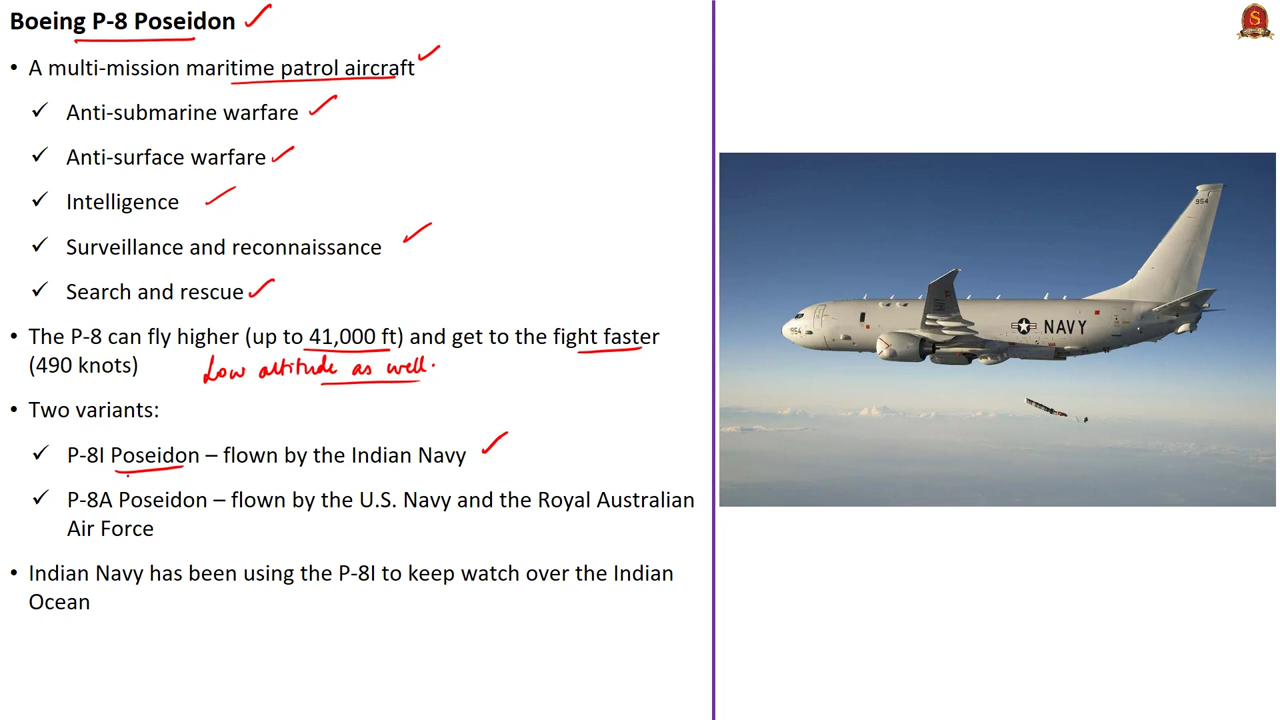 Boeing P-8 Poseidon
• A multi-mission maritime patrol aircraft
✓ Anti-submarine warfare
✓ Anti-surface warfare
✓ Intelligence
✓ Surveillance and reconnaissance
✓ Search and rescue
• The P-8 can fly higher (up to 41,000 ft) and get to the fight faster
(490 knots)
Low altitude as well.
• Two variants:
✓ P-8I Poseidon – flown by the Indian Navy
✓ P-8A Poseidon – flown by the U.S. Navy and the Royal Australian
Air Force
• Indian Navy has been using the P-8I to keep watch over the Indian
Ocean
S
954
954
NAVY